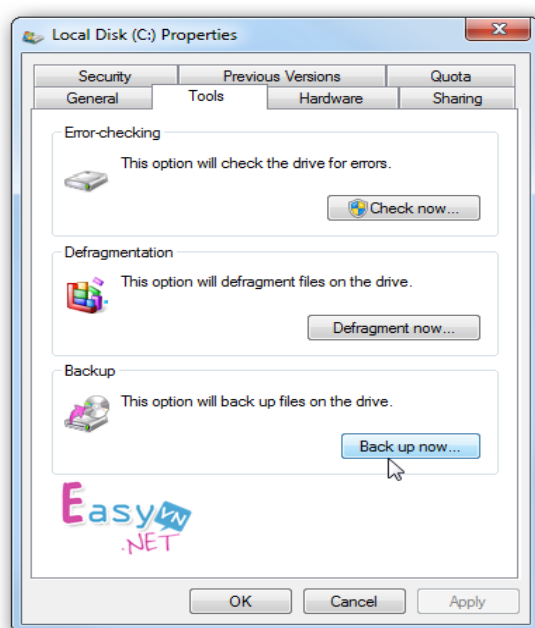 Local Disk (C:) Properties
Security Previous Versions Quota
General Tools Hardware Sharing
Error-checking
This option will check the drive for errors.
Check now...
Defragmentation
This option will defragment files on the drive.
Defragment now...
Backup
This option will back up files on the drive.
Back up now...
Easy VN
.NET
OK Cancel Apply